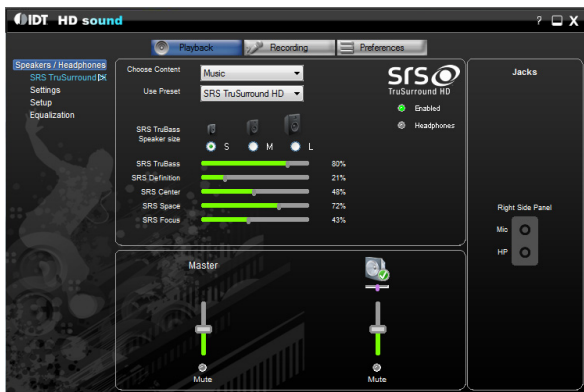 IDT HD sound
? X
Playback Recording Preferences
Speakers / Headphones
SRS TruSurround
Settings
Setup
Equalization
Choose Content Music
Use Preset SRS TruSurround HD
SRS TruBass
Speaker size
S M L
SRS TruBass 80%
SRS Definition 21%
SRS Center 48%
SRS Space 72%
SRS Focus 43%
SRS
TruSurround HD
Enabled
Headphones
Jacks
Right Side Panel
Mic
HP
Master
Mute
Mute